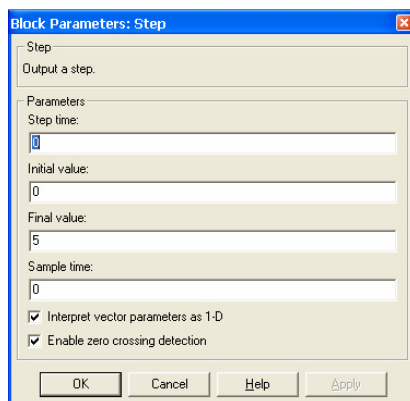 Block Parameters: Step
Step
Output a step.
Parameters
Step time:
0
Initial value:
0
Final value:
5
Sample time:
0
Interpret vector parameters as 1-D
Enable zero crossing detection
OK Cancel Help Apply